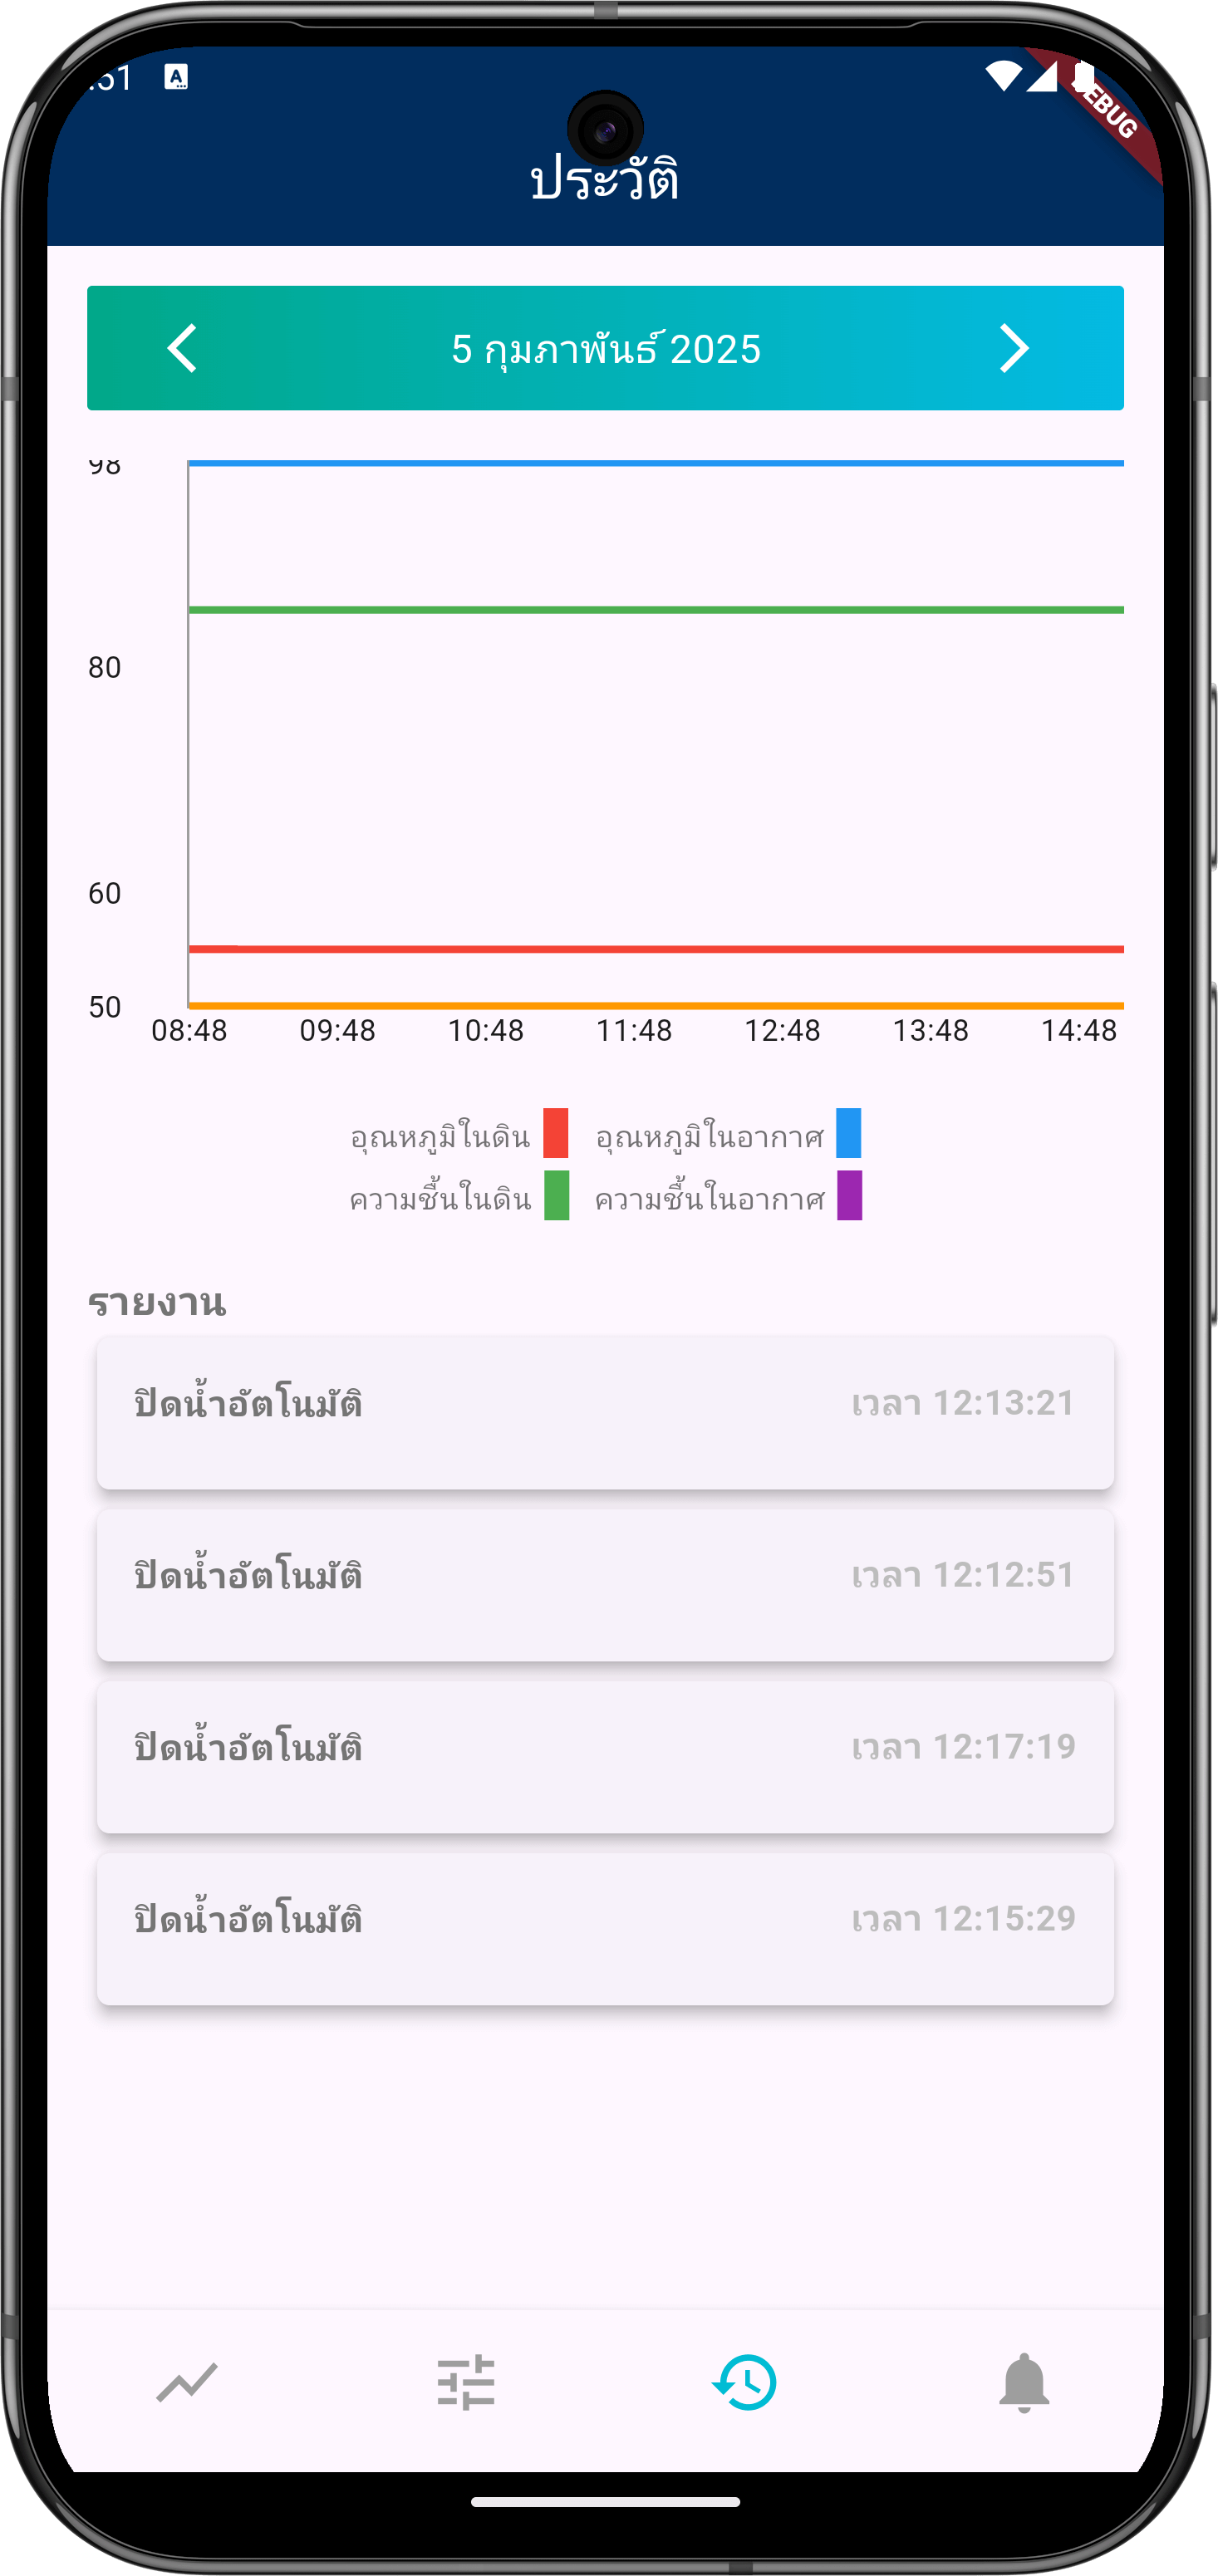 :51
DEBUG
ประวัติ
5 กุมภาพันธ์ 2025
98
80
60
50
08:48 09:48 10:48 11:48 12:48 13:48 14:48
อุณหภูมิในดิน อุณหภูมิในอากาศ
ความชื้นในดิน ความชื้นในอากาศ
รายงาน
ปิดน้ำอัตโนมัติ เวลา 12:13:21
ปิดน้ำอัตโนมัติ เวลา 12:12:51
ปิดน้ำอัตโนมัติ เวลา 12:17:19
ปิดน้ำอัตโนมัติ เวลา 12:15:29